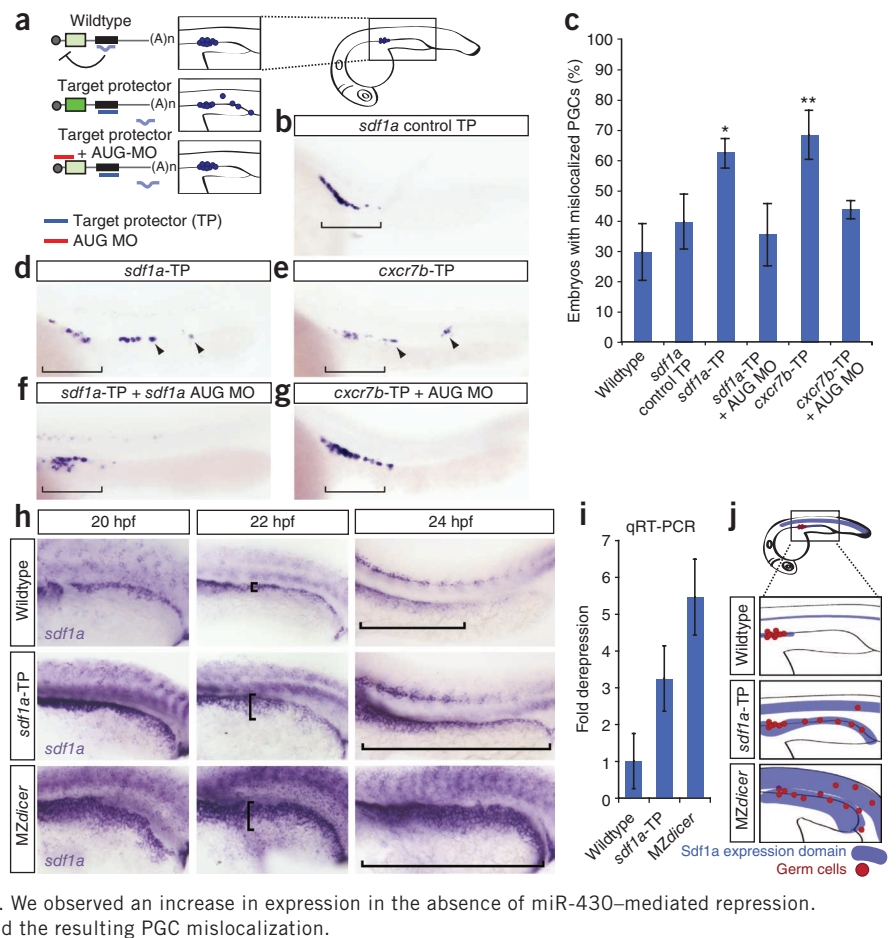 a
Wildtype
(A)n
Target protector
(A)n
Target protector
+ AUG-MO
(A)n
Target protector (TP)
AUG MO
b
sdf1a control TP
c
Embryos with mislocalized PGCs (%)
100
90
80
70
60
50
40
30
20
10
0
*
**
Wildtype
sdf1a
control TP
sdf1a-TP
sdf1a-TP
+ AUG MO
cxcr7b-TP
cxcr7b-TP
+ AUG MO
d
sdf1a-TP
e
cxcr7b-TP
f
sdf1a-TP + sdf1a AUG MO
g
cxcr7b-TP + AUG MO
h
20 hpf
22 hpf
24 hpf
Wildtype
sdf1a
sdf1a-TP
sdf1a
MZdicer
sdf1a
i
qRT-PCR
Fold derepression
7
6
5
4
3
2
1
0
Wildtype
sdf1a-TP
MZdicer
j
Wildtype
sdf1a-TP
MZdicer
Sdf1a expression domain
Germ cells
. We observed an increase in expression in the absence of miR-430–mediated repression.
d the resulting PGC mislocalization.